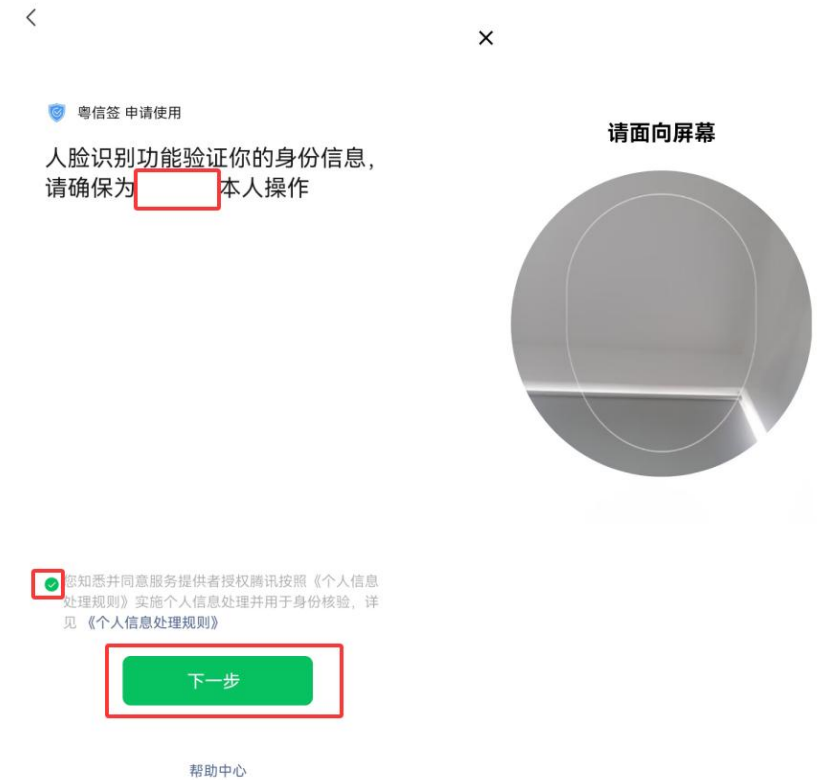 粤信签 申请使用
人脸识别功能验证你的身份信息，
请确保为 本人操作
您知悉并同意服务提供者授权腾讯按照《个人信息
处理规则》实施个人信息处理并用于身份核验，详
见 《个人信息处理规则》
下一步
帮助中心
请面向屏幕